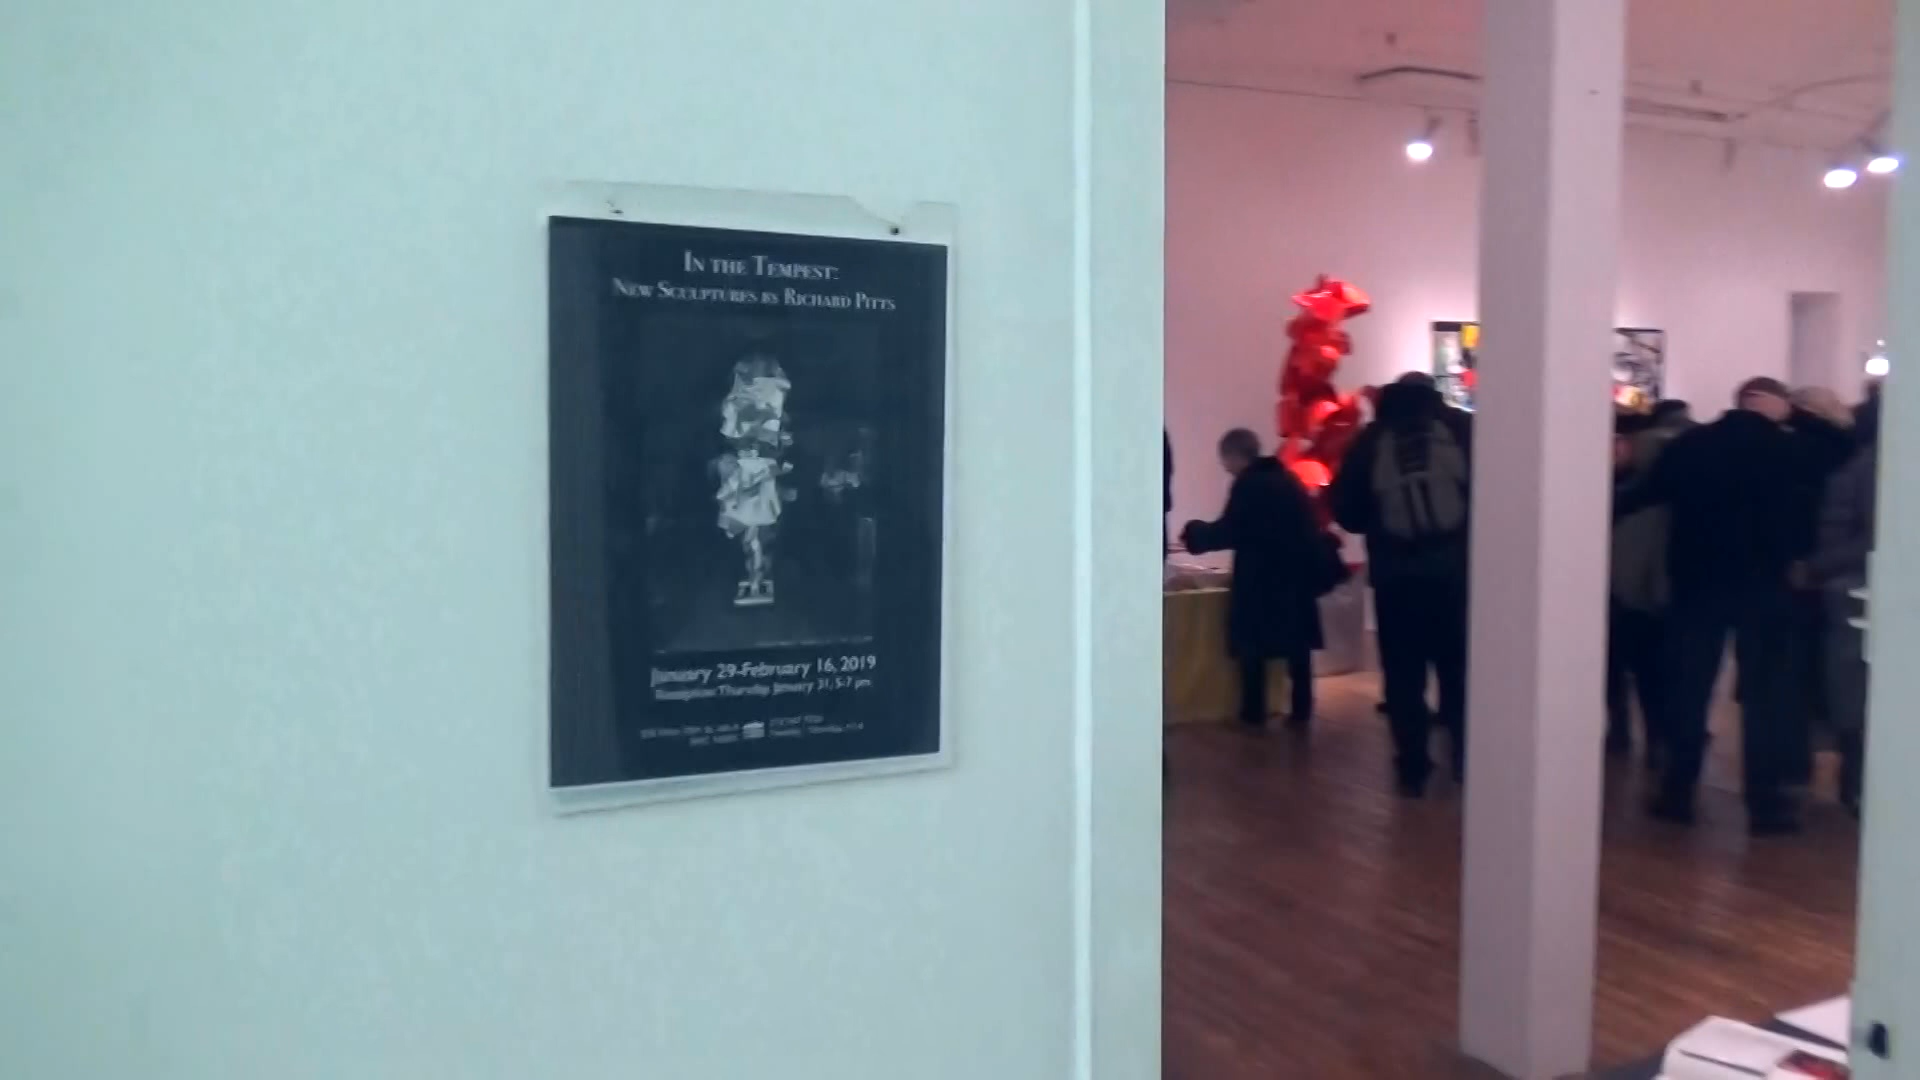 IN THE TEMPEST:
NEW SCULPTURES BY RICHARD PITTS
January 29-February 16, 2019
Reception: Thursday, January 31, 5-7 pm